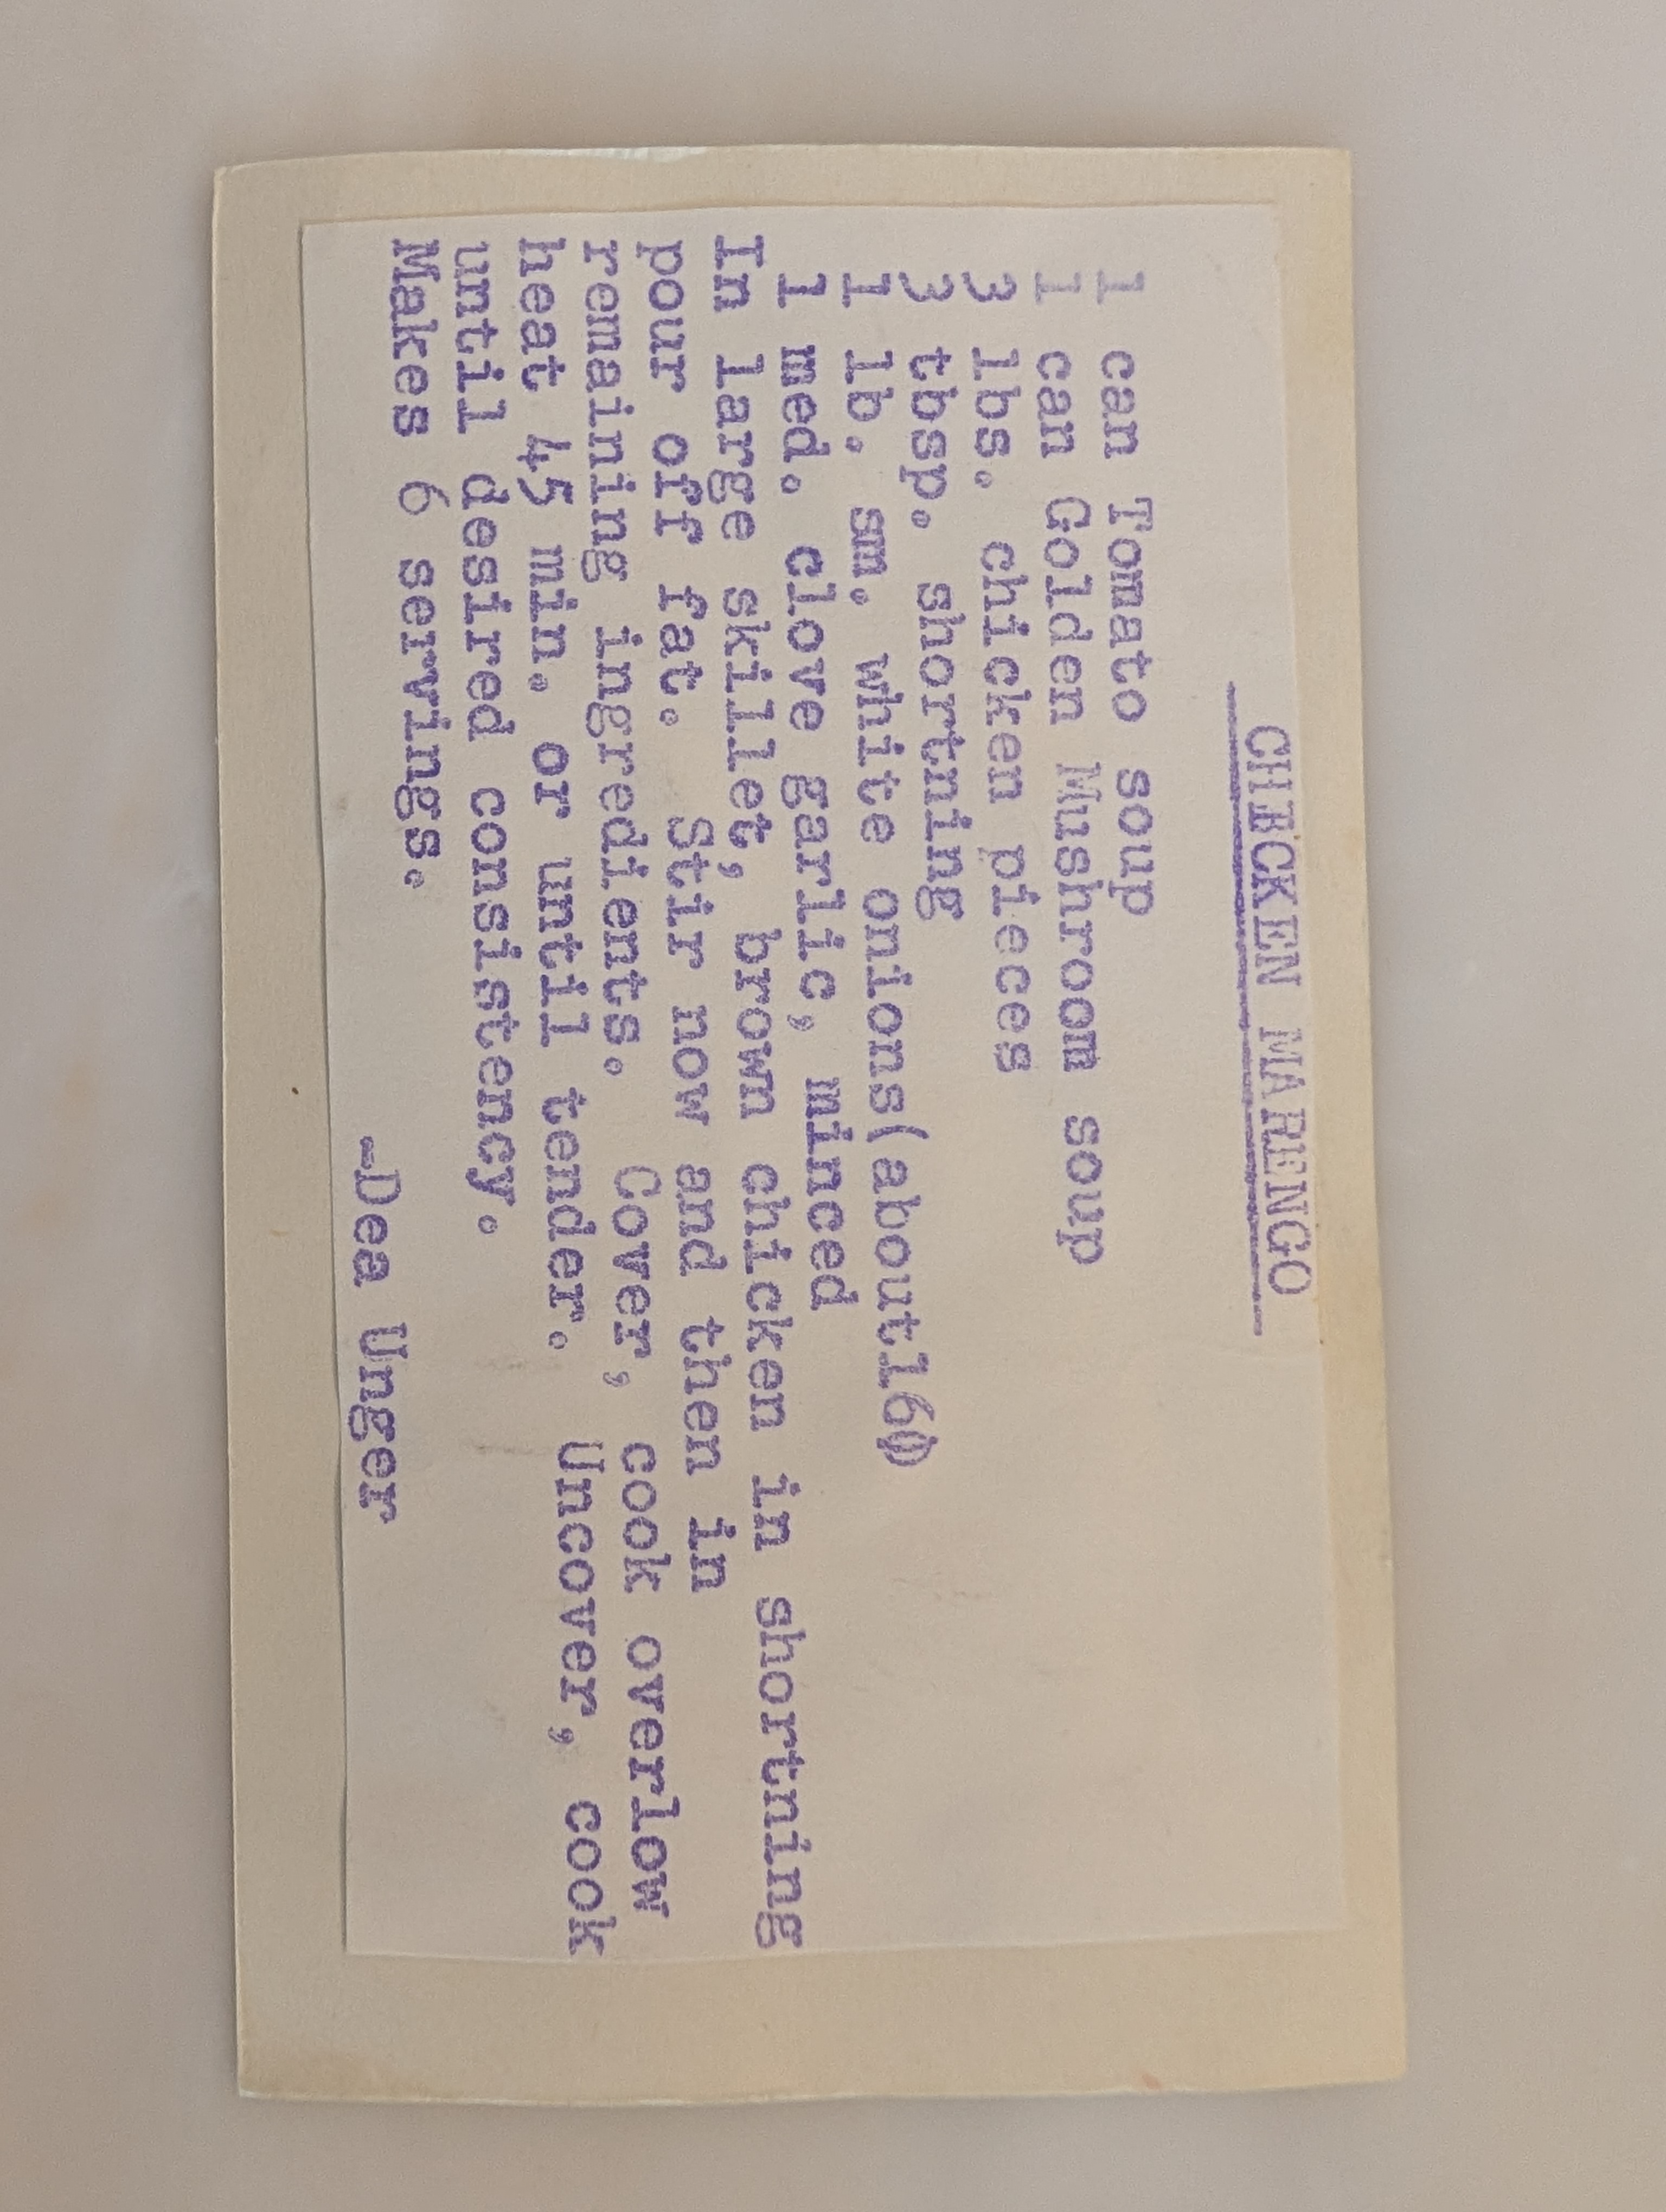 CHICKEN MARENGO
1 can Tomato soup
1 can Golden Mushroom soup
3 lbs. chicken pieces
3 tbsp. shortning
1 lb. sm. white onions(about16)
1 med. clove garlic, minced
In large skillet, brown chicken in shortning
pour off fat. Stir now and then in
remaining ingredients. Cover, cook overlow
heat 45 min. or until tender. Uncover, cook
until desired consistency.
Makes 6 servings.
-Dea Unger